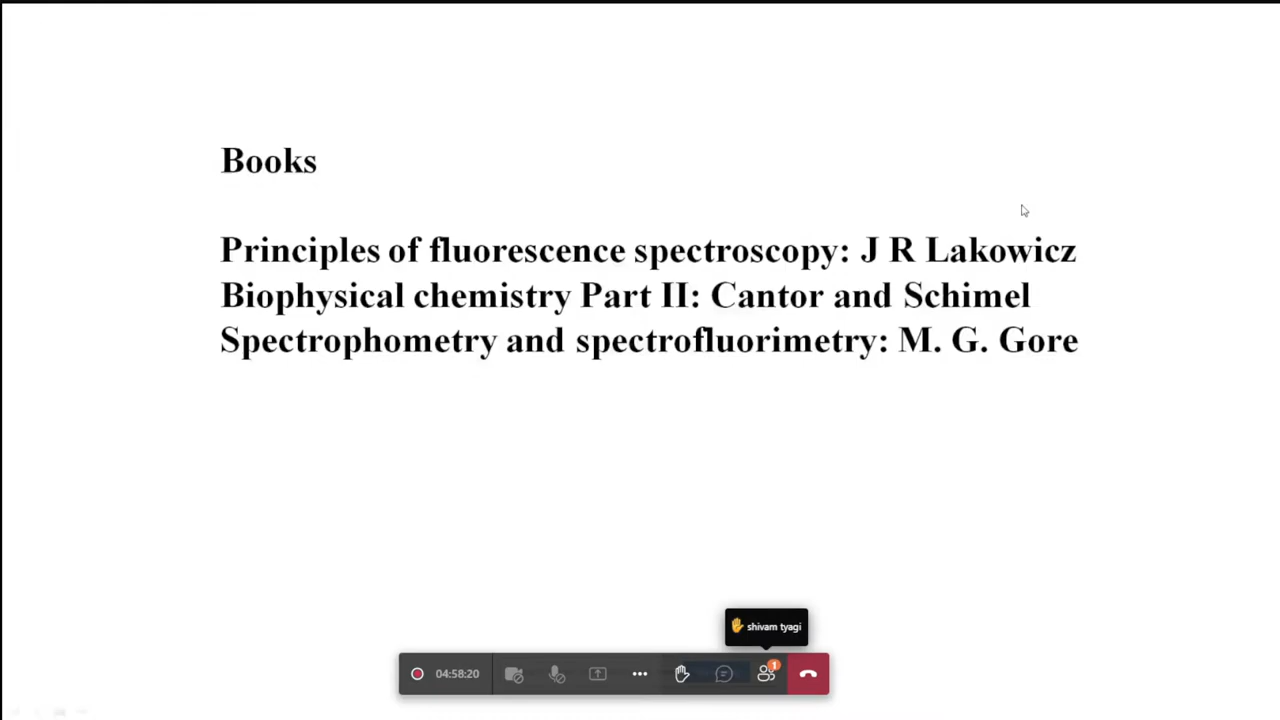 Books
Principles of fluorescence spectroscopy: J R Lakowicz
Biophysical chemistry Part II: Cantor and Schimel
Spectrophometry and spectrofluorimetry: M. G. Gore
shivam tyagi
04:58:20
1